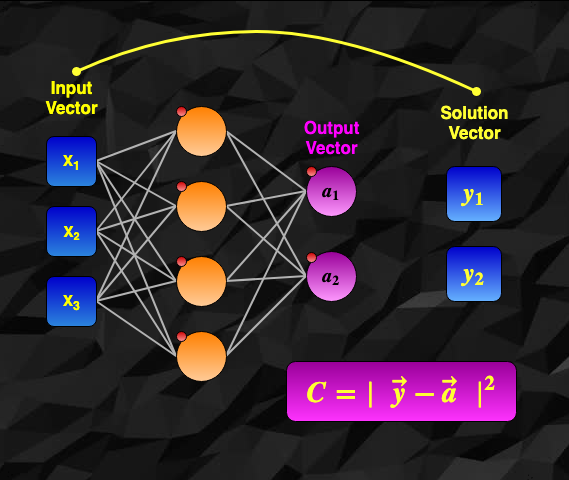 Input
Vector
x₁
x₂
x₃
Output
Vector
a₁
a₂
Solution
Vector
y₁
y₂
C = | y⃗ − a⃗ |²